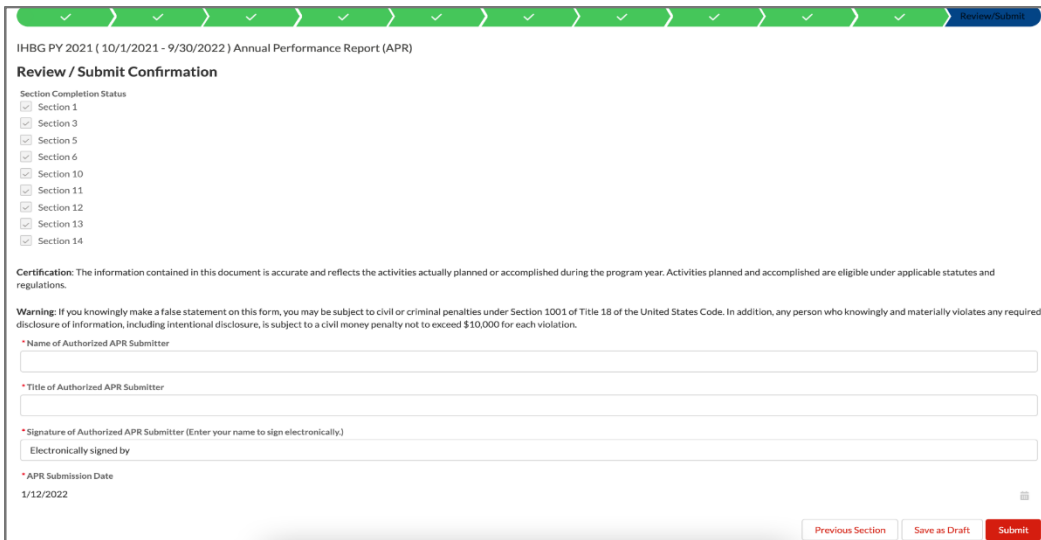 Review/Submit
IHBG PY 2021 ( 10/1/2021 - 9/30/2022 ) Annual Performance Report (APR)
Review / Submit Confirmation
Section Completion Status
Section 1
Section 3
Section 5
Section 6
Section 10
Section 11
Section 12
Section 13
Section 14
Certification: The information contained in this document is accurate and reflects the activities actually planned or accomplished during the program year. Activities planned and accomplished are eligible under applicable statutes and
regulations.
Warning: If you knowingly make a false statement on this form, you may be subject to civil or criminal penalties under Section 1001 of Title 18 of the United States Code. In addition, any person who knowingly and materially violates any required
disclosure of information, including intentional disclosure, is subject to a civil money penalty not to exceed $10,000 for each violation.
* Name of Authorized APR Submitter
* Title of Authorized APR Submitter
* Signature of Authorized APR Submitter (Enter your name to sign electronically.)
Electronically signed by
* APR Submission Date
1/12/2022
Previous Section Save as Draft Submit